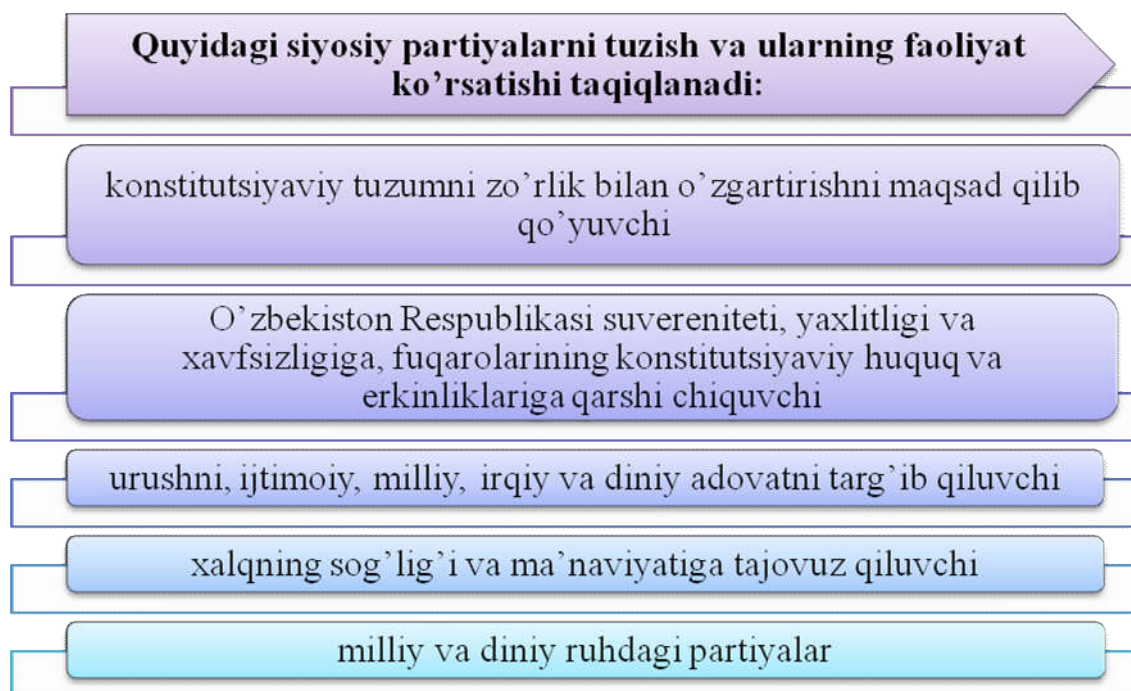 Quyidagi siyosiy partiyalarni tuzish va ularning faoliyat
ko’rsatishi taqiqlanadi:
konstitutsiyaviy tuzumni zo’rlik bilan o’zgartirishni maqsad qilib
qo’yuvchi
O’zbekiston Respublikasi suvereniteti, yaxlitligi va
xavfsizligiga, fuqarolarining konstitutsiyaviy huquq va
erkinliklariga qarshi chiquvchi
urushni, ijtimoiy, milliy, irqiy va diniy adovatni targ’ib qiluvchi
xalqning sog’lig’i va ma’naviyatiga tajovuz qiluvchi
milliy va diniy ruhdagi partiyalar